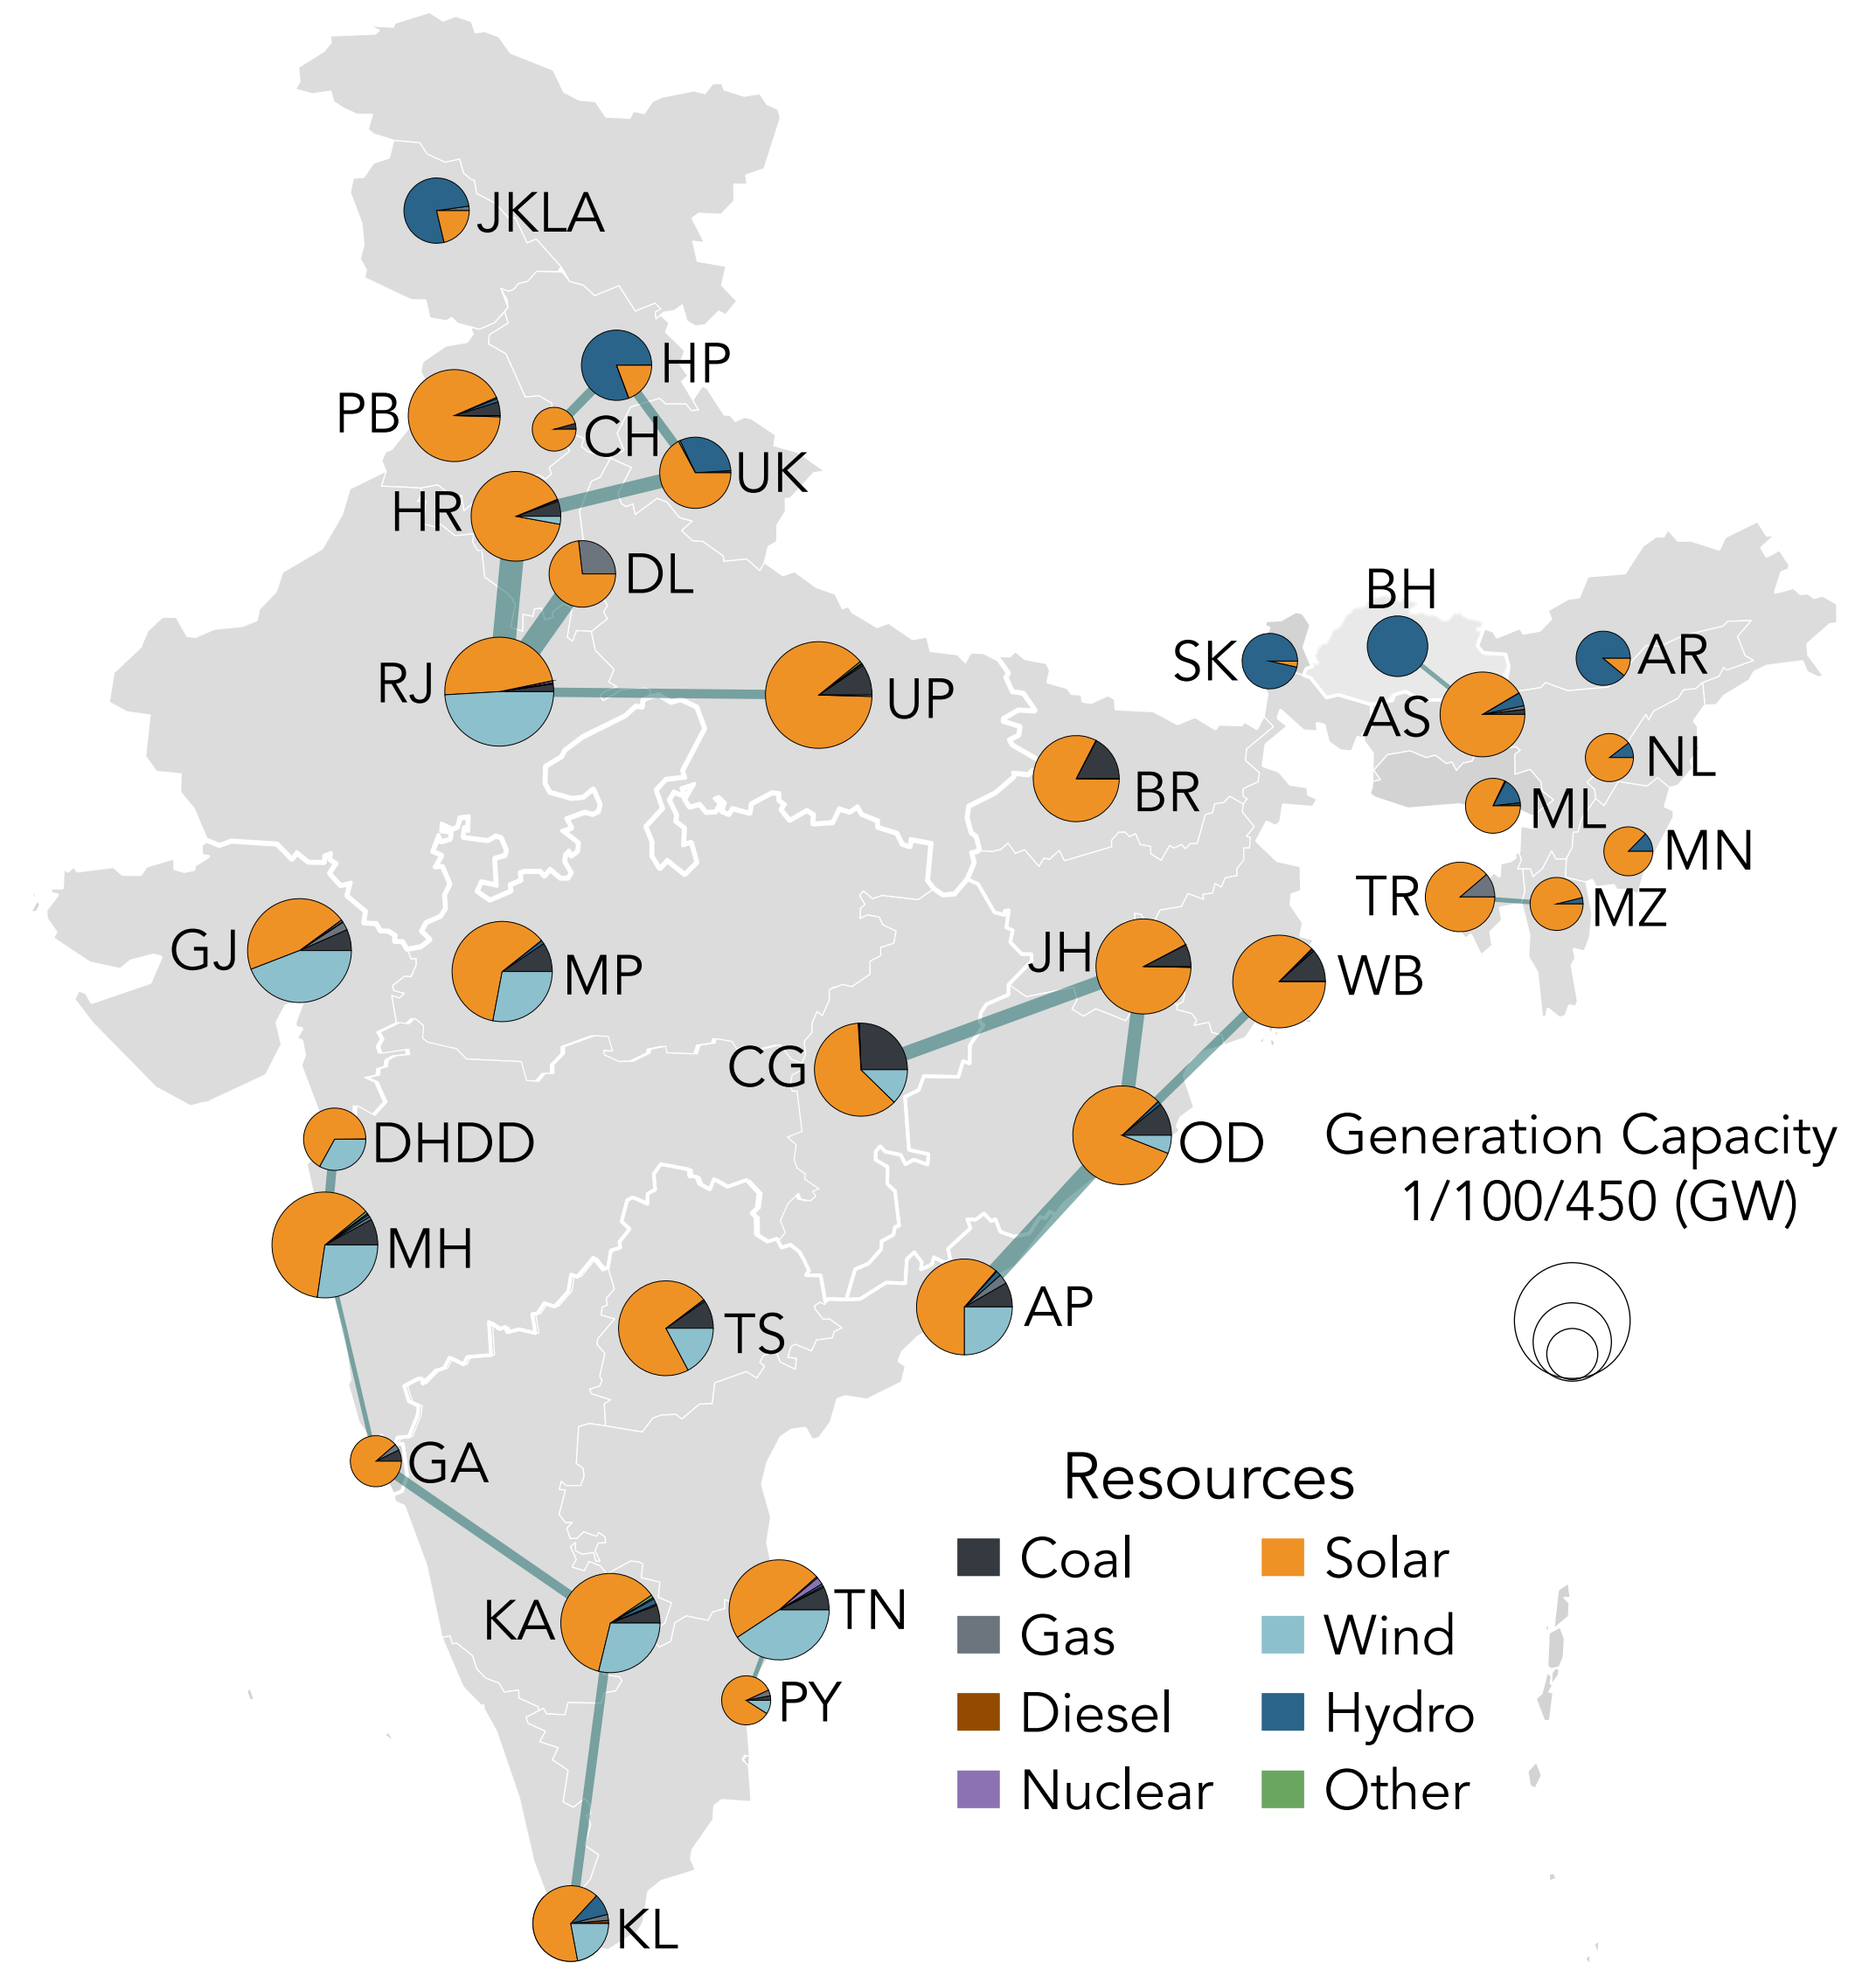 JKLA
HP
PB
CH
UK
HR
DL
BH
SK
AR
RJ
UP
AS
NL
BR
ML
MN
TR
MZ
GJ
MP
JH
WB
CG
DHDD
OD
Generation Capacity
1/100/450 (GW)
MH
AP
TS
GA
Resources
Coal
Solar
Gas
Wind
Diesel
Hydro
Nuclear
Other
KA
TN
PY
KL